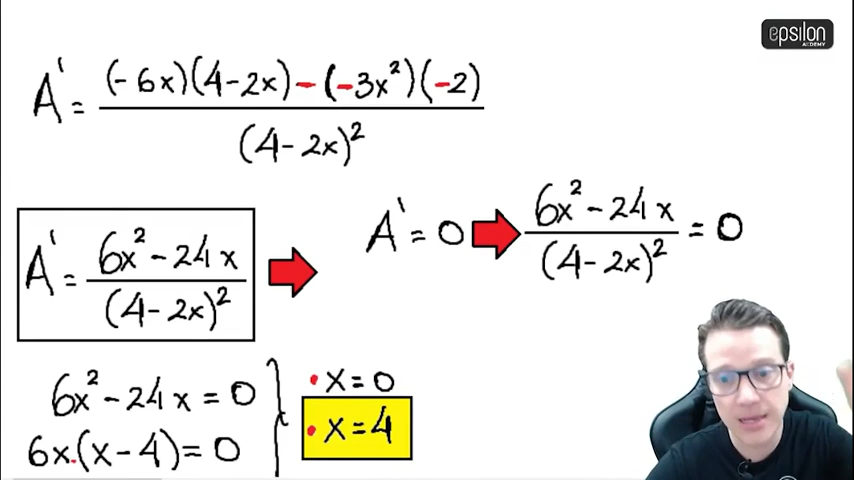 epsilon
ACADEMY
A' = (-6x)(4-2x) - (-3x²)(-2)
(4-2x)²
A' = 0 → 6x² - 24x = 0
(4-2x)²
A' = 6x² - 24x
(4-2x)²
6x² - 24x = 0
6x.(x - 4) = 0
• x = 0
• x = 4